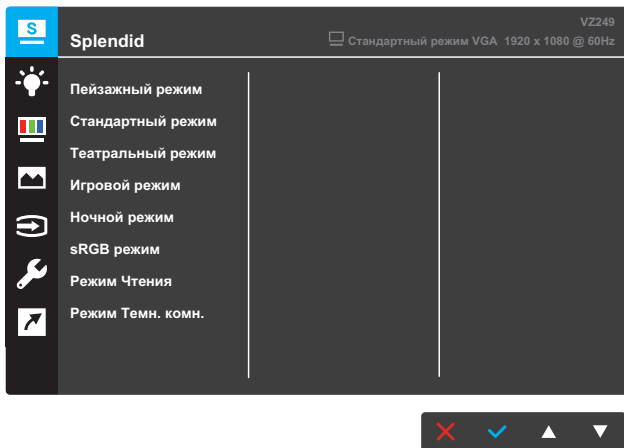 S
VZ249
Splendid
Стандартный режим VGA 1920 x 1080 @ 60Hz
Пейзажный режим
Стандартный режим
Театральный режим
Игровой режим
Ночной режим
sRGB режим
Режим Чтения
Режим Темн. комн.